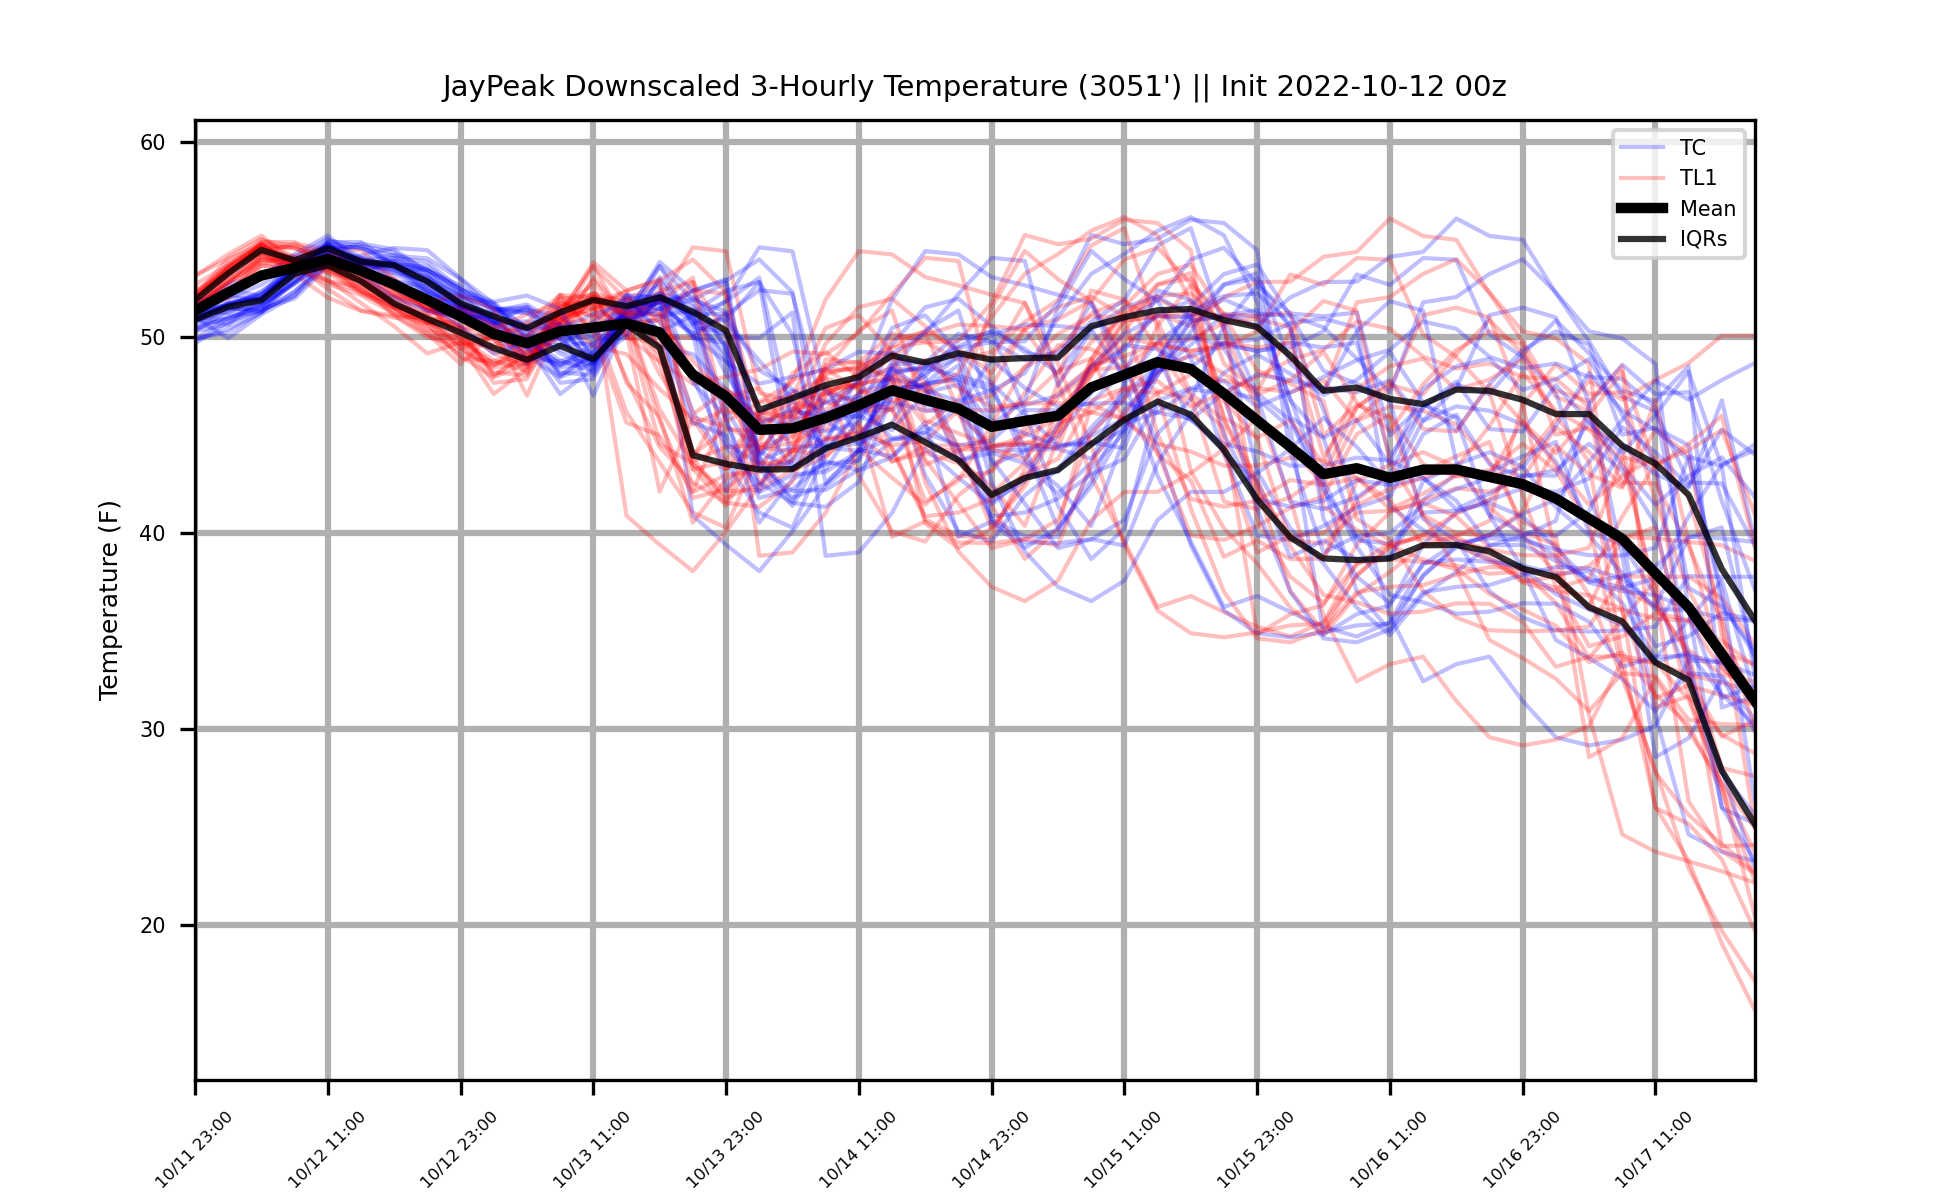 JayPeak Downscaled 3-Hourly Temperature (3051') || Init 2022-10-12 00z
TC
TL1
Mean
IQRs
Temperature (F)
60
50
40
30
20
10/11 23:00
10/12 11:00
10/12 23:00
10/13 11:00
10/13 23:00
10/14 11:00
10/14 23:00
10/15 11:00
10/15 23:00
10/16 11:00
10/16 23:00
10/17 11:00